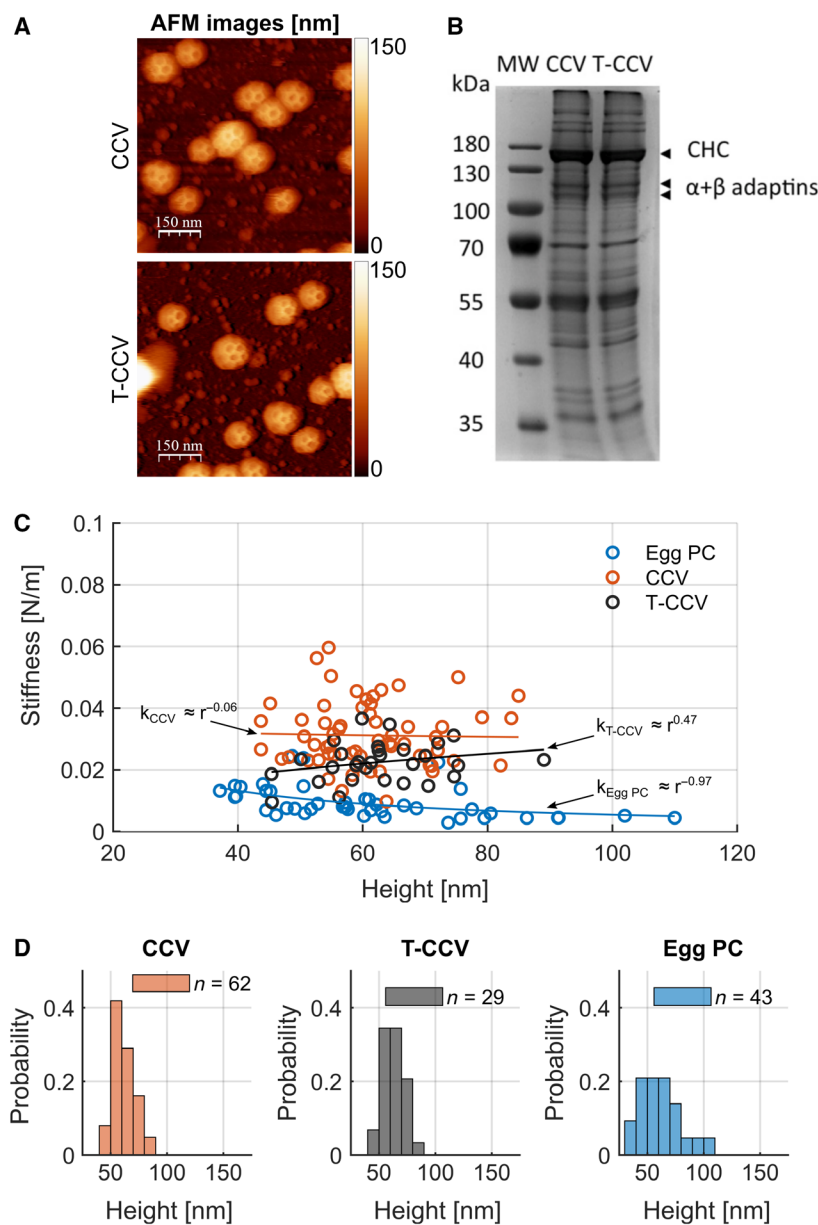 A
AFM images [nm]
CCV
150
150 nm
0
T-CCV
150
150 nm
0
B
MW CCV T-CCV
kDa
180
130
100
70
55
40
35
CHC
α+β adaptins
C
Stiffness [N/m]
0.1
0.08
0.06
0.04
0.02
0
20 40 60 80 100 120
Height [nm]
Egg PC
CCV
T-CCV
kCCV ≈ r−0.06
kT-CCV ≈ r0.47
kEgg PC ≈ r−0.97
D
CCV
n = 62
Probability
0.4
0.2
0
50 100 150
Height [nm]
T-CCV
n = 29
Probability
0.4
0.2
0
50 100 150
Height [nm]
Egg PC
n = 43
Probability
0.4
0.2
0
50 100 150
Height [nm]